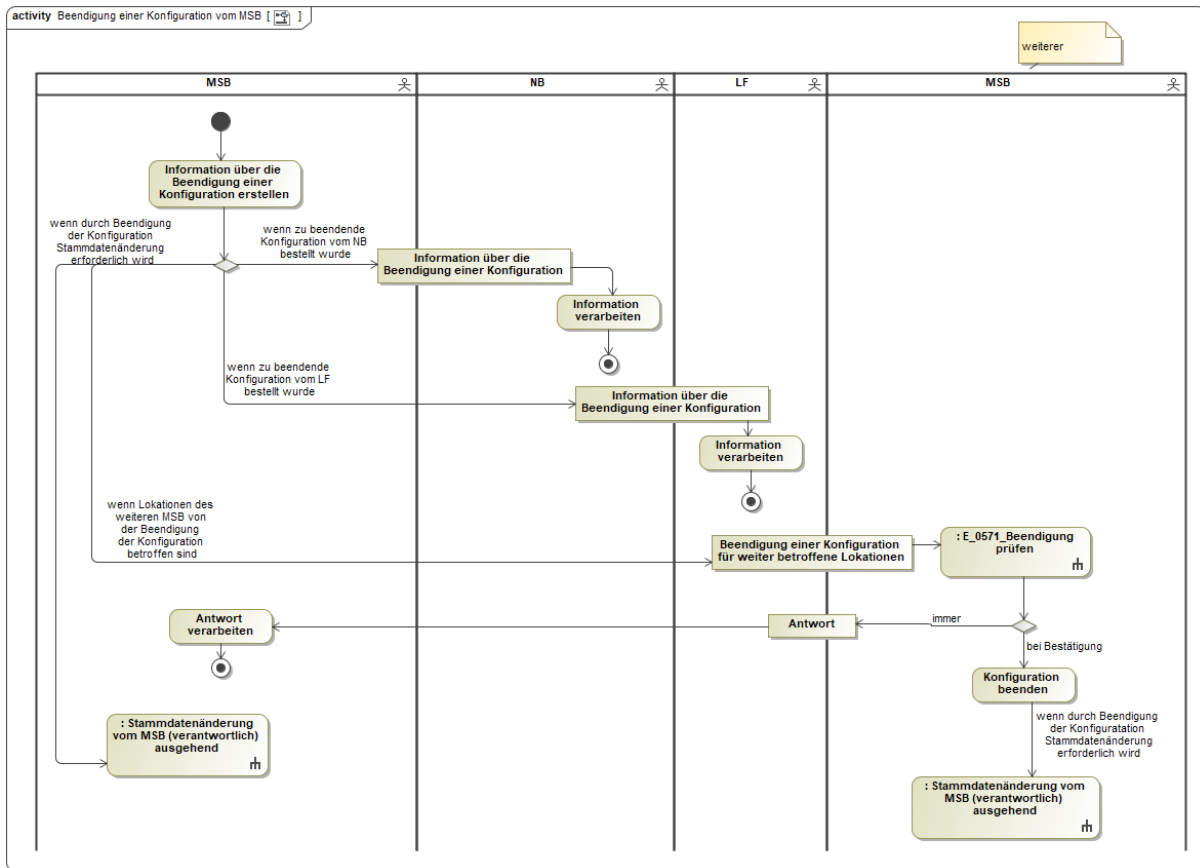 activity Beendigung einer Konfiguration vom MSB [ ]
weiterer
MSB
NB
LF
MSB
Information über die
Beendigung einer
Konfiguration erstellen
wenn durch Beendigung
der Konfiguration
Stammdatenänderung
erforderlich wird
wenn zu beendende
Konfiguration vom NB
bestellt wurde
Information über die
Beendigung einer Konfiguration
Information
verarbeiten
wenn zu beendende
Konfiguration vom LF
bestellt wurde
Information über die
Beendigung einer Konfiguration
Information
verarbeiten
wenn Lokationen des
weiteren MSB von
der Beendigung
der Konfiguration
betroffen sind
Beendigung einer Konfiguration
für weiter betroffene Lokationen
: E_0571_Beendigung
prüfen
Antwort
verarbeiten
Antwort
immer
bei Bestätigung
Konfiguration
beenden
: Stammdatenänderung
vom MSB (verantwortlich)
ausgehend
wenn durch Beendigung
der Konfiguratation
Stammdatenänderung
erforderlich wird
: Stammdatenänderung vom
MSB (verantwortlich)
ausgehend